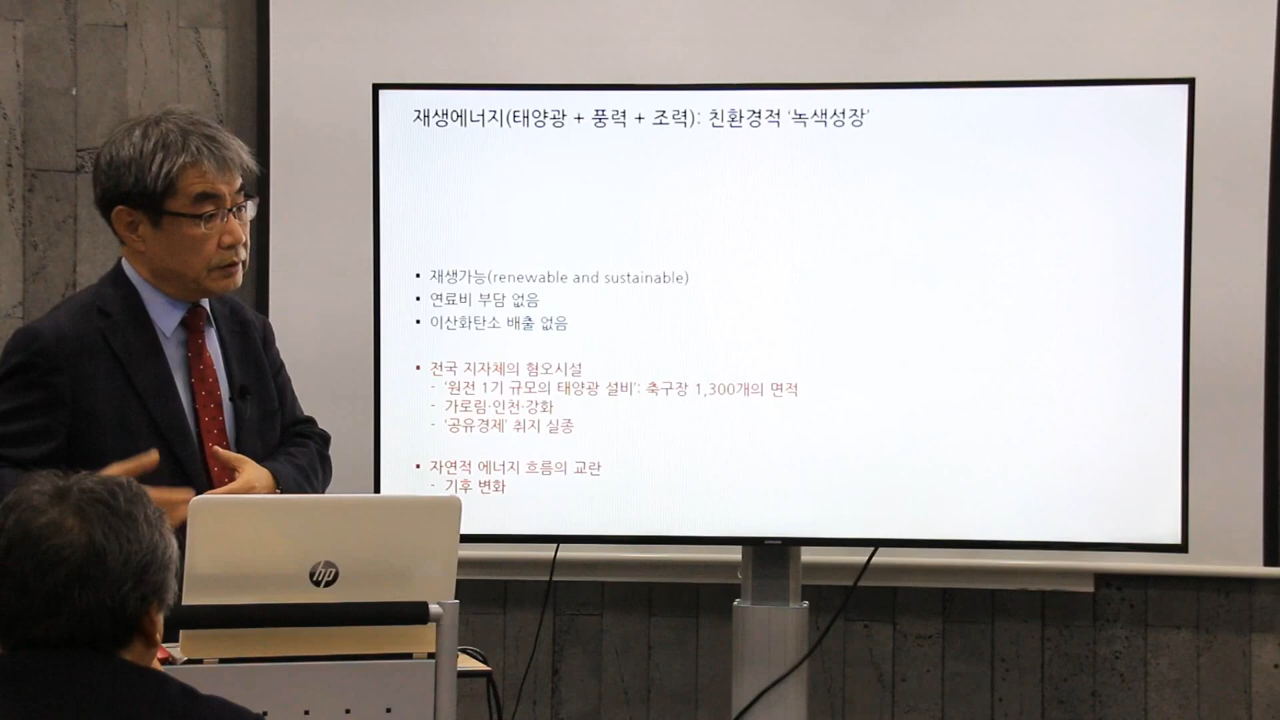 재생에너지(태양광 + 풍력 + 조력): 친환경적 ‘녹색성장’
▪ 재생가능(renewable and sustainable)
▪ 연료비 부담 없음
▪ 이산화탄소 배출 없음
▪ 전국 지자체의 혐오시설
- ‘원전 1기 규모의 태양광 설비’: 축구장 1,300개의 면적
- 가로림·인천·강화
- ‘공유경제’ 취지 실종
▪ 자연적 에너지 흐름의 교란
- 기후 변화
hp